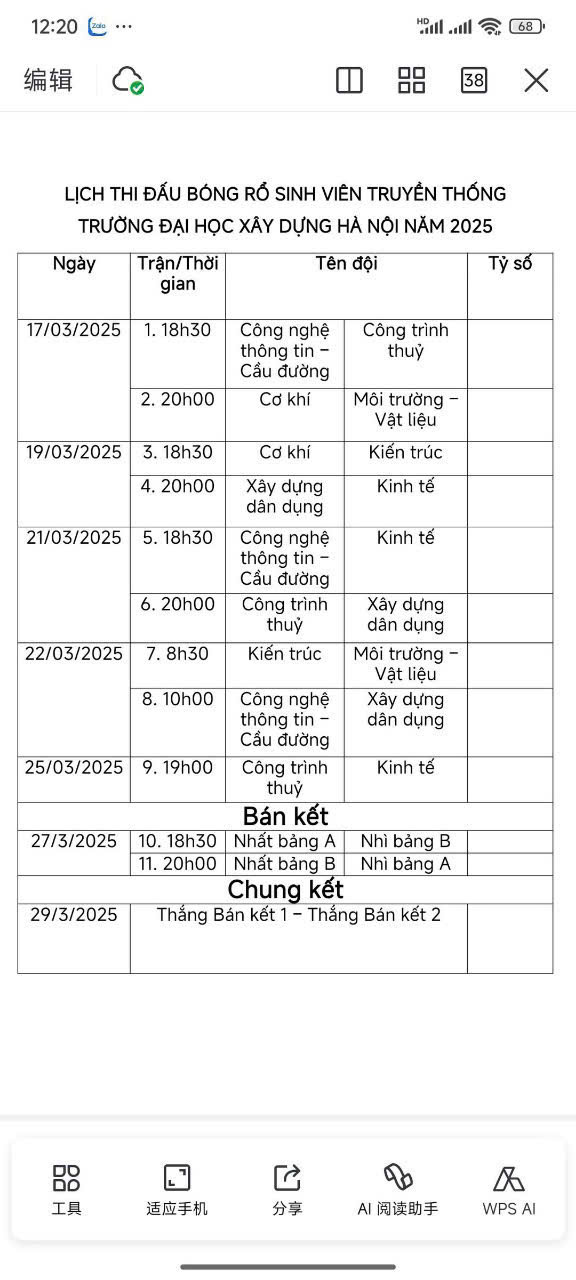 12:20 Zalo ... HD 68
编辑 38
LỊCH THI ĐẤU BÓNG RỔ SINH VIÊN TRUYỀN THỐNG
TRƯỜNG ĐẠI HỌC XÂY DỰNG HÀ NỘI NĂM 2025
Ngày Trận/Thời Tên đội Tỷ số
gian
17/03/2025 1. 18h30 Công nghệ Công trình
thông tin – thuỷ
Cầu đường
2. 20h00 Cơ khí Môi trường –
Vật liệu
19/03/2025 3. 18h30 Cơ khí Kiến trúc
4. 20h00 Xây dựng Kinh tế
dân dụng
21/03/2025 5. 18h30 Công nghệ Kinh tế
thông tin –
Cầu đường
6. 20h00 Công trình Xây dựng
thuỷ dân dụng
22/03/2025 7. 8h30 Kiến trúc Môi trường –
Vật liệu
8. 10h00 Công nghệ Xây dựng
thông tin – dân dụng
Cầu đường
25/03/2025 9. 19h00 Công trình Kinh tế
thuỷ
Bán kết
27/3/2025 10. 18h30 Nhất bảng A Nhì bảng B
11. 20h00 Nhất bảng B Nhì bảng A
Chung kết
29/3/2025 Thắng Bán kết 1 – Thắng Bán kết 2
工具 适应手机 分享 AI 阅读助手 WPS AI